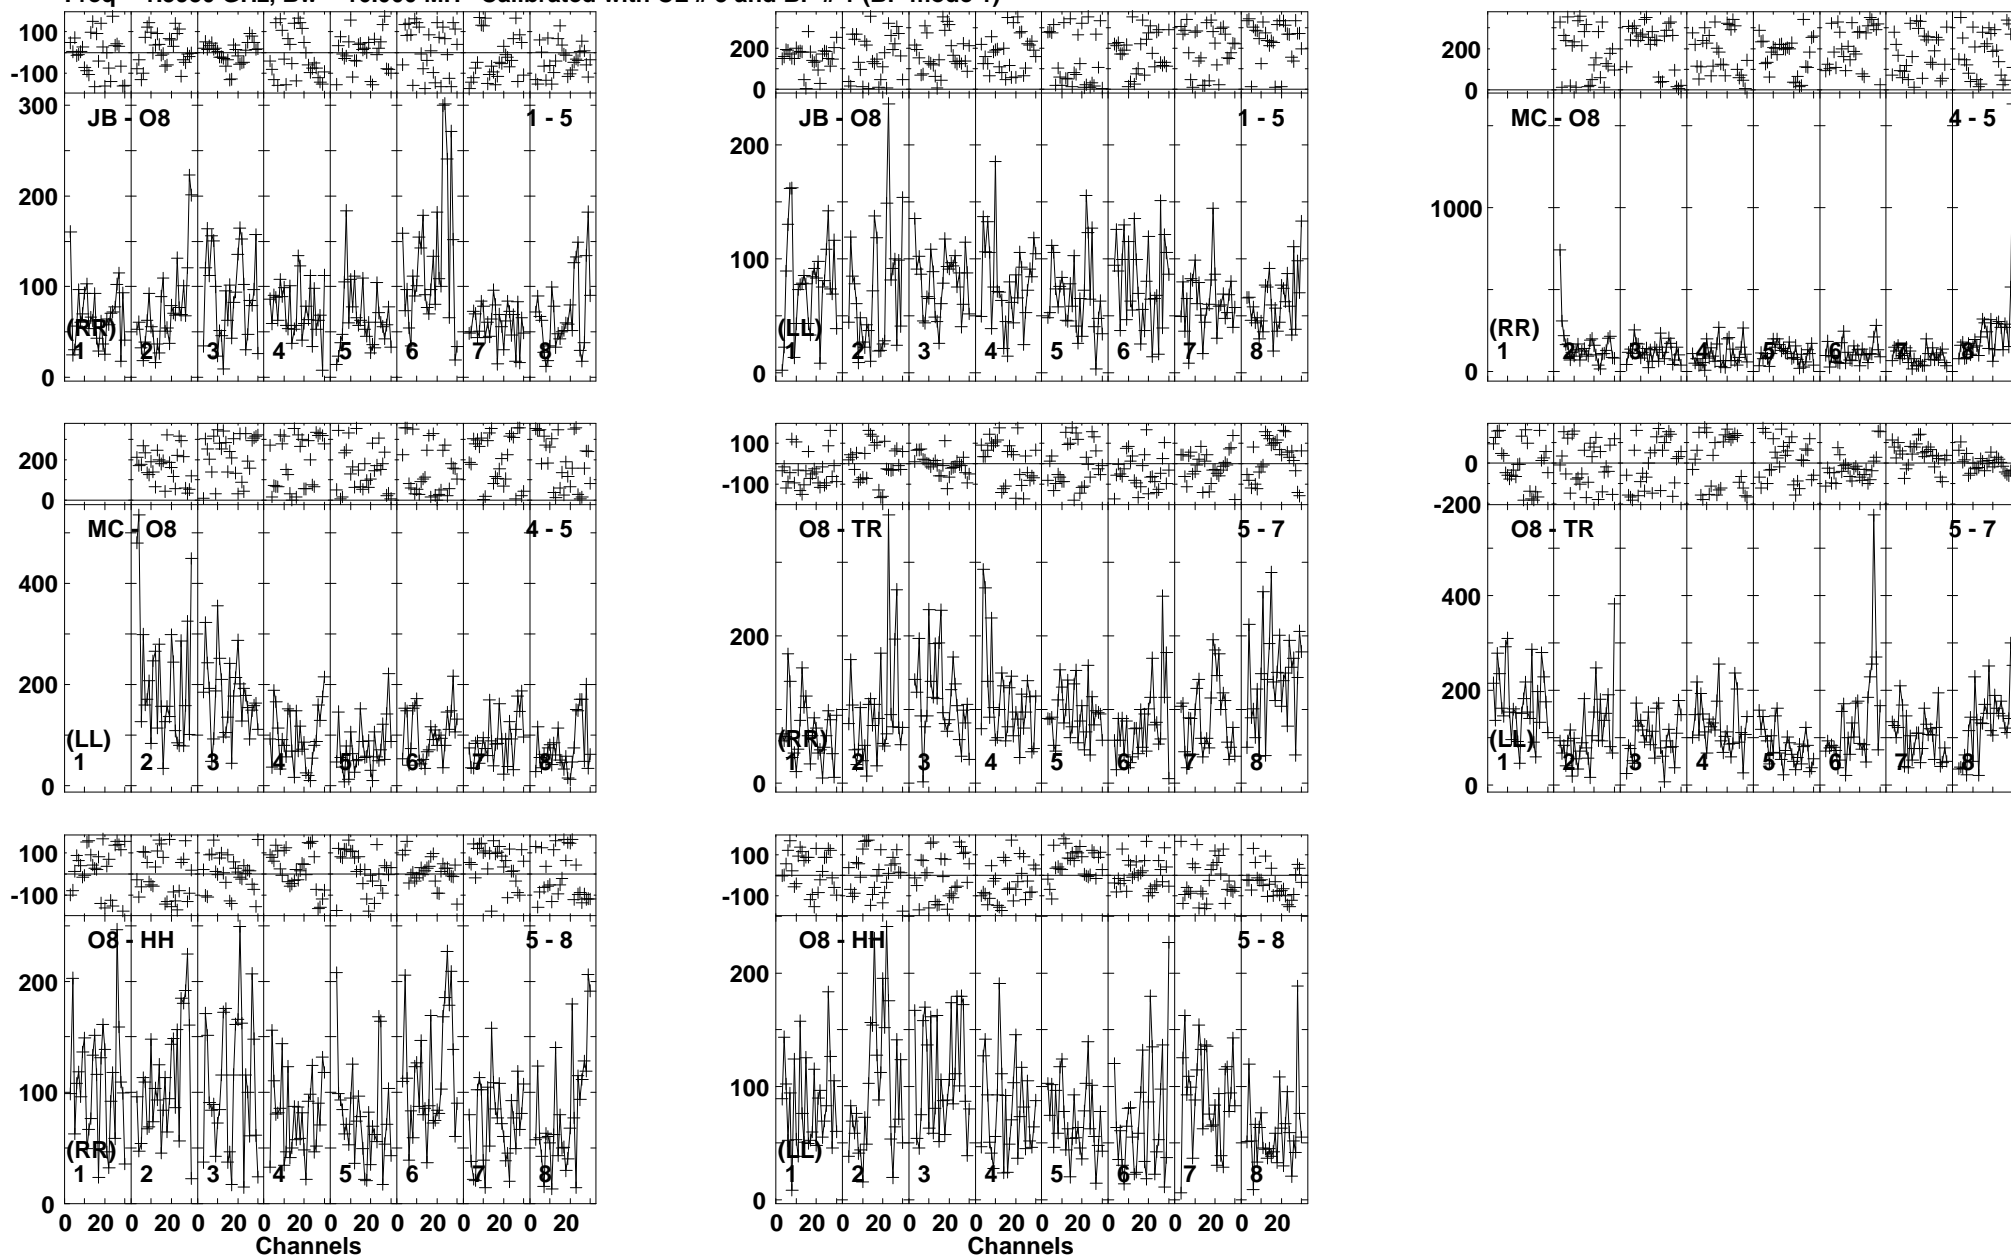 100 -100 200 0 200 0
300 200 100 0 JB - O8 1 - 5 (RR) 1 2 3 4 5 6 7 8
200 100 0 JB - O8 1 - 5 (LL) 1 2 3 4 5 6 7 8
1000 0 MC - O8 4 - 5 (RR) 1 2 3 4 5 6 7 8
200 0 100 -100 0 -200
400 200 0 MC - O8 4 - 5 (LL) 1 2 3 4 5 6 7 8
200 0 O8 - TR 5 - 7 (RR) 1 2 3 4 5 6 7 8
400 200 0 O8 - TR 5 - 7 (LL) 1 2 3 4 5 6 7 8
100 -100 100 -100
200 100 0 O8 - HH 5 - 8 (RR) 1 2 3 4 5 6 7 8
200 100 0 O8 - HH 5 - 8 (LL) 1 2 3 4 5 6 7 8
0 20 0 20 0 20 0 20 0 20 0 20 0 20 0 20
Channels
0 20 0 20 0 20 0 20 0 20 0 20 0 20 0 20
Channels